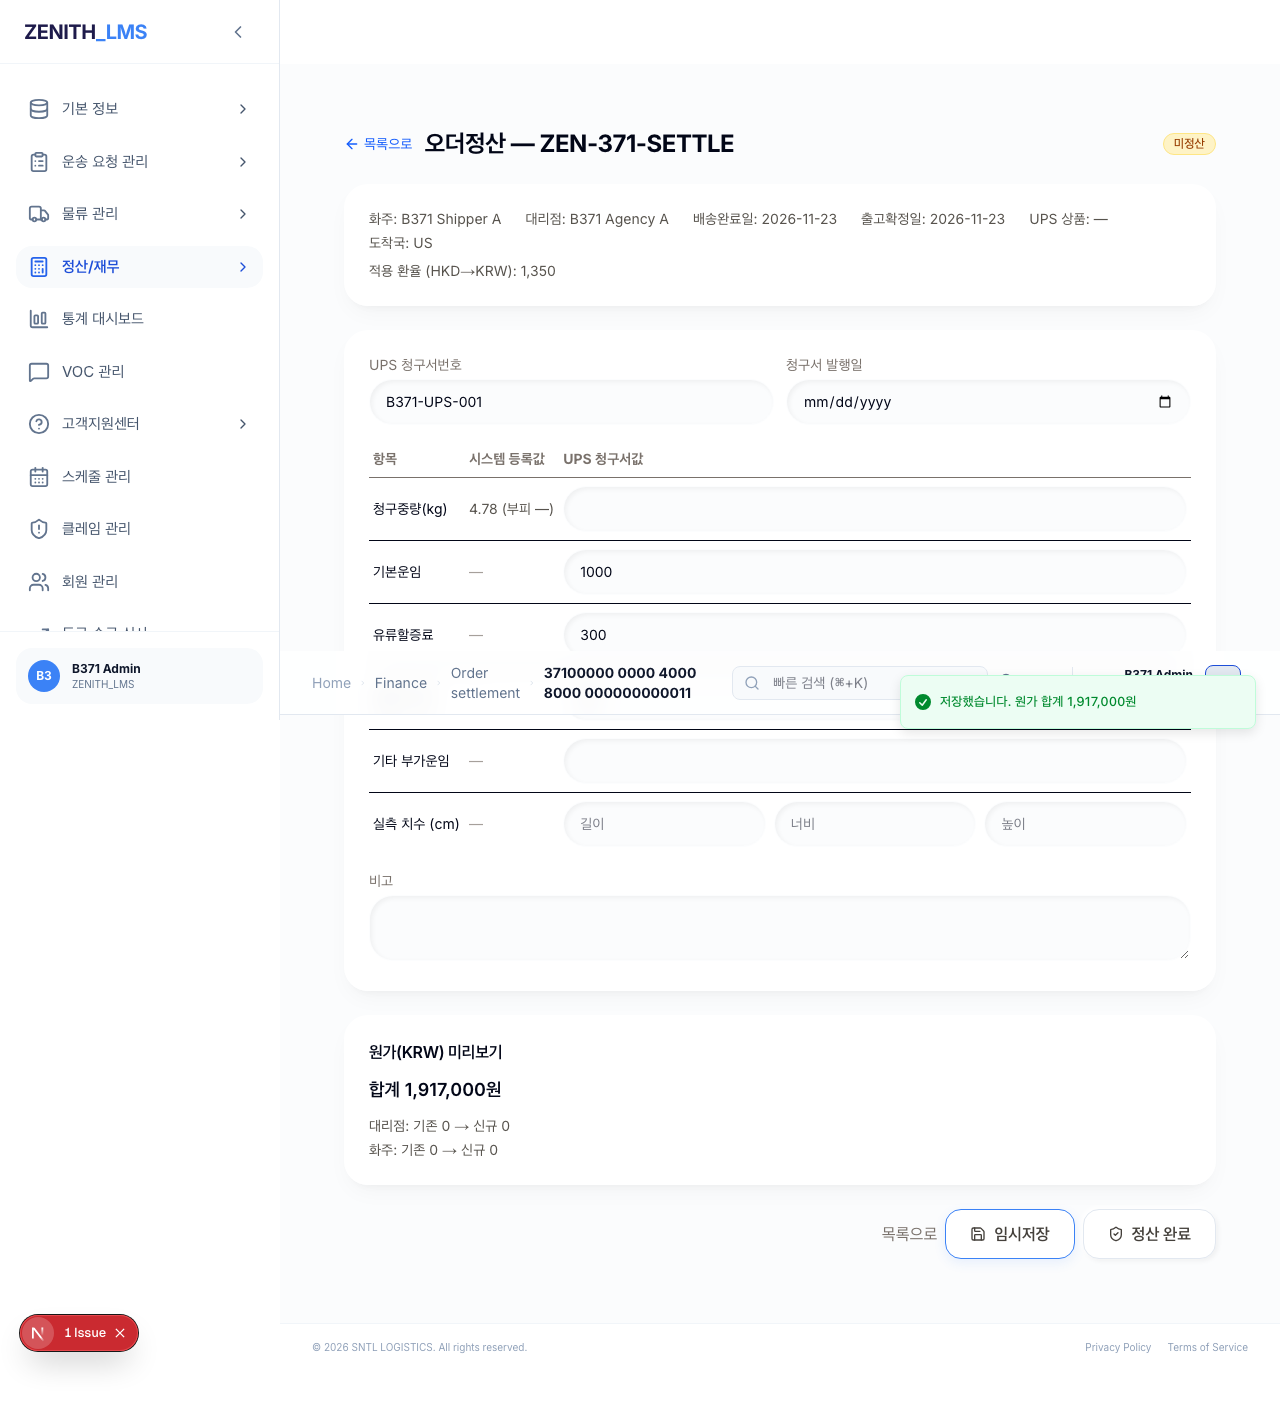 ZENITH_LMS
기본 정보
운송 요청 관리
물류 관리
정산/재무
통계 대시보드
VOC 관리
고객지원센터
스케줄 관리
클레임 관리
회원 관리
B3
B371 Admin
ZENITH_LMS
목록으로
오더정산 — ZEN-371-SETTLE
미정산
화주: B371 Shipper A 대리점: B371 Agency A 배송완료일: 2026-11-23 출고확정일: 2026-11-23 UPS 상품: —
도착국: US
적용 환율 (HKD→KRW): 1,350
UPS 청구서번호 청구서 발행일
B371-UPS-001 mm/dd/yyyy
항목 시스템 등록값 UPS 청구서값
청구중량(kg) 4.78 (부피 —)
기본운임 — 1000
유류할증료 — 300
Home Finance Order settlement 37100000 0000 4000 8000 000000000011 빠른 검색 (⌘+K) B371 Admin
저장했습니다. 원가 합계 1,917,000원
기타 부가운임 —
실측 치수 (cm) — 길이 너비 높이
비고
원가(KRW) 미리보기
합계 1,917,000원
대리점: 기존 0 → 신규 0
화주: 기존 0 → 신규 0
목록으로 임시저장 정산 완료
N 1 Issue
© 2026 SNTL LOGISTICS. All rights reserved. Privacy Policy Terms of Service